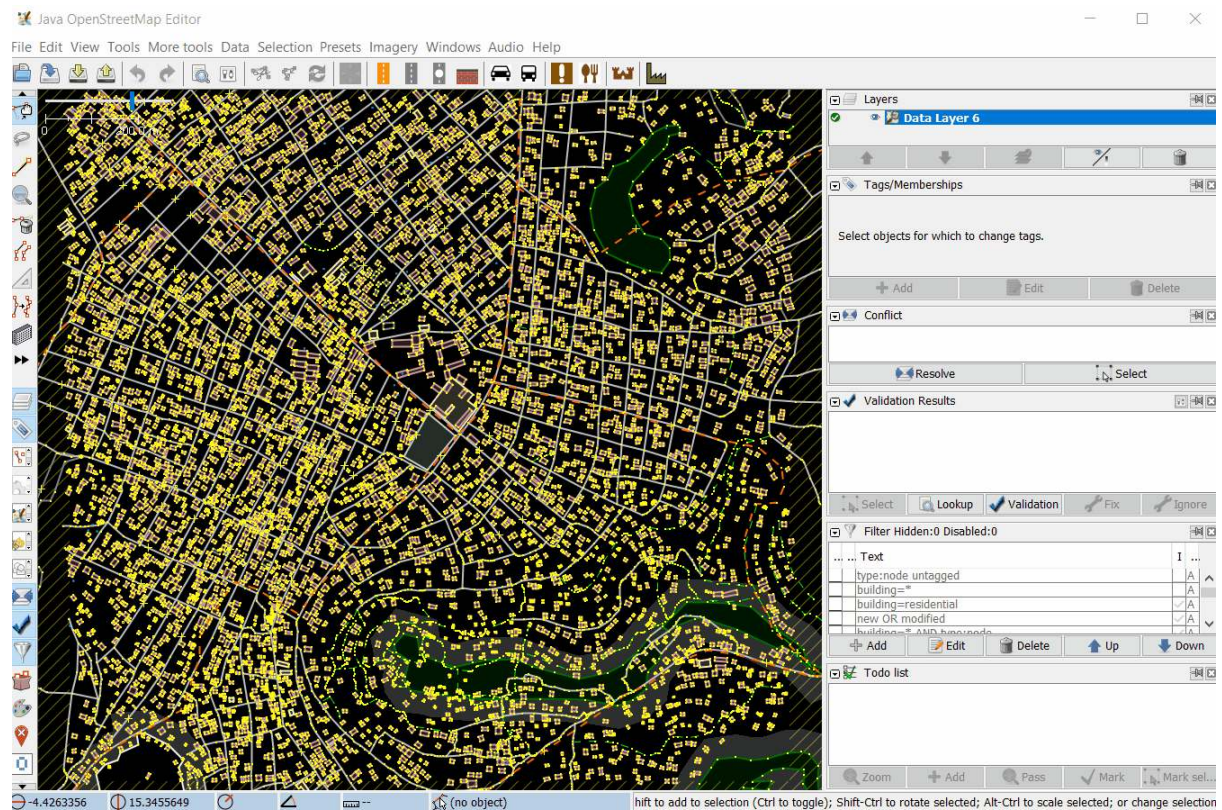 Java OpenStreetMap Editor
File Edit View Tools More tools Data Selection Presets Imagery Windows Audio Help
Layers
Data Layer 6
Tags/Memberships
Select objects for which to change tags.
Add Edit Delete
Conflict
Resolve Select
Validation Results
Select Lookup Validation Fix Ignore
Filter Hidden:0 Disabled:0
... ... Text I ...
type:node untagged A
building=* A
building=residential A
new OR modified A
building=* AND type:node A
Add Edit Delete Up Down
Todo list
Zoom Add Pass Mark Mark sel...
-4.4263356 15.3455649 -- (no object) hift to add to selection (Ctrl to toggle); Shift-Ctrl to rotate selected; Alt-Ctrl to scale selected; or change selection